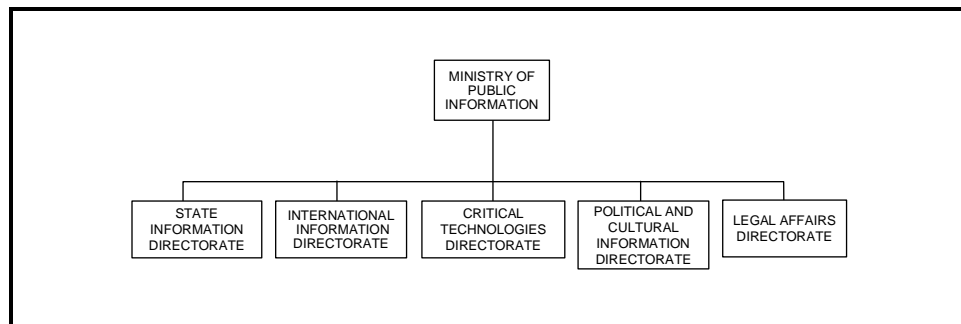 MINISTRY OF
PUBLIC
INFORMATION
STATE
INFORMATION
DIRECTORATE
INTERNATIONAL
INFORMATION
DIRECTORATE
CRITICAL
TECHNOLOGIES
DIRECTORATE
POLITICAL AND
CULTURAL
INFORMATION
DIRECTORATE
LEGAL AFFAIRS
DIRECTORATE